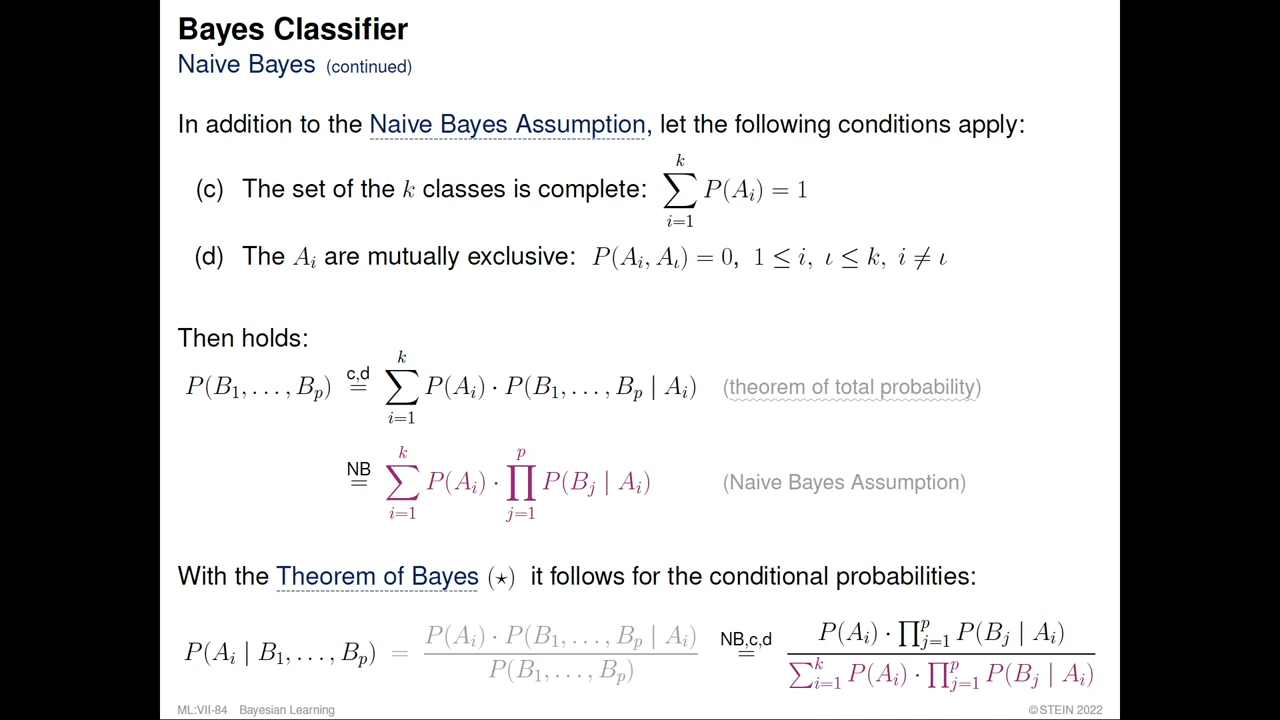 Bayes Classifier
Naive Bayes (continued)
In addition to the Naive Bayes Assumption, let the following conditions apply:
(c) The set of the k classes is complete: ∑_{i=1}^{k} P(A_i) = 1
(d) The A_i are mutually exclusive: P(A_i, A_ι) = 0, 1 ≤ i, ι ≤ k, i ≠ ι
Then holds:
P(B_1, . . . , B_p) =^{c,d} ∑_{i=1}^{k} P(A_i) · P(B_1, . . . , B_p | A_i) (theorem of total probability)
=^{NB} ∑_{i=1}^{k} P(A_i) · ∏_{j=1}^{p} P(B_j | A_i) (Naive Bayes Assumption)
With the Theorem of Bayes (⋆) it follows for the conditional probabilities:
P(A_i | B_1, . . . , B_p) = \frac{P(A_i) · P(B_1, . . . , B_p | A_i)}{P(B_1, . . . , B_p)} =^{NB,c,d} \frac{P(A_i) · ∏_{j=1}^{p} P(B_j | A_i)}{∑_{i=1}^{k} P(A_i) · ∏_{j=1}^{p} P(B_j | A_i)}
ML:VII-84 Bayesian Learning ©STEIN 2022